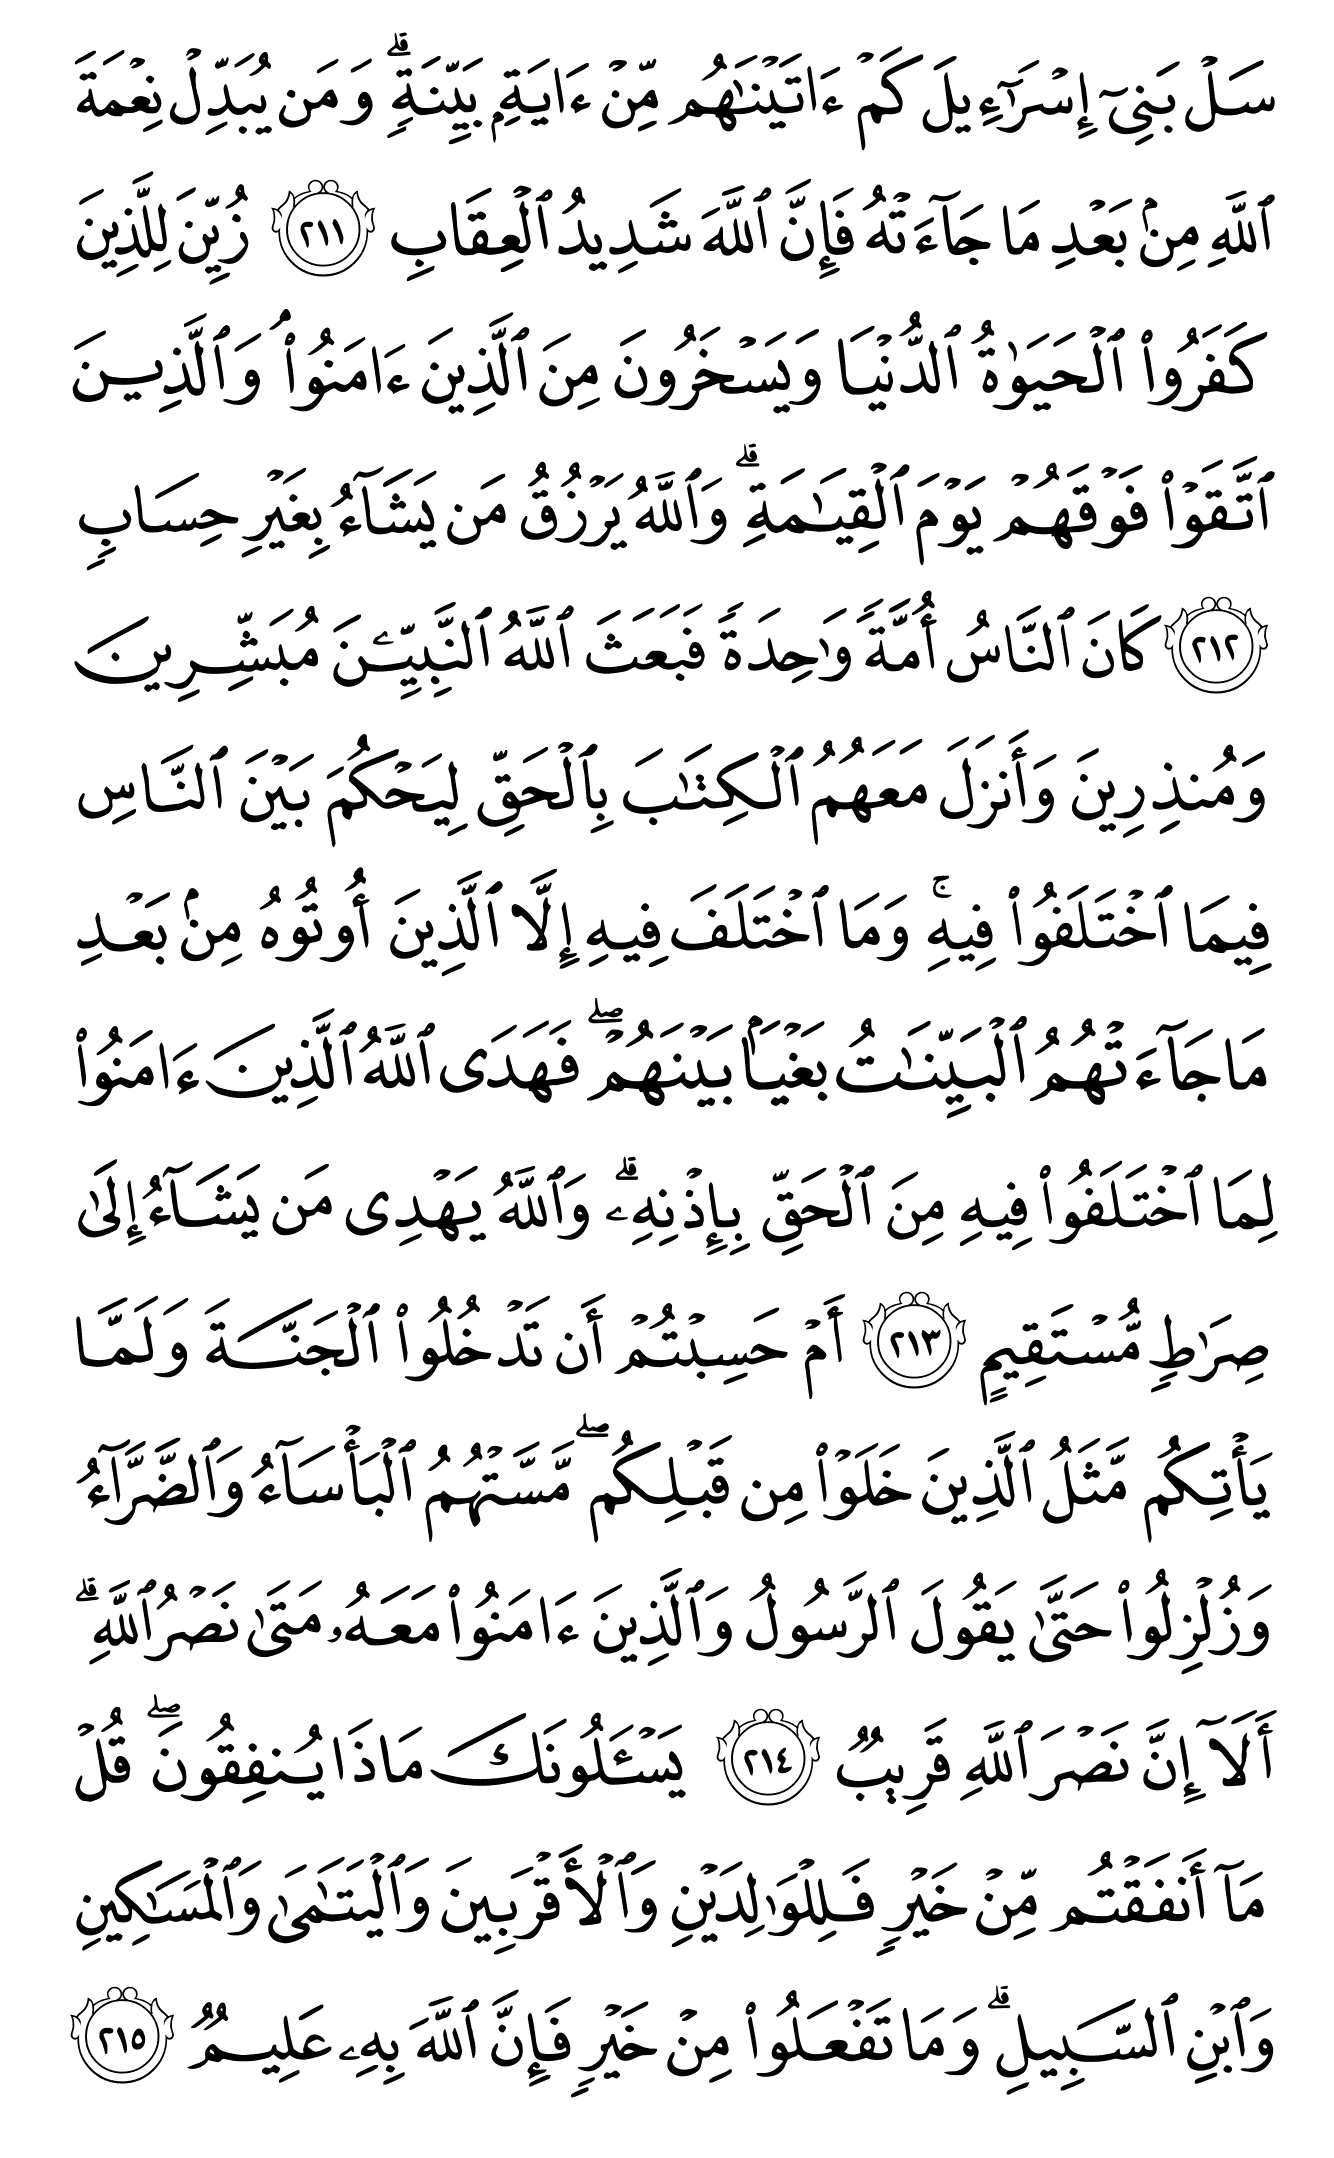 سَلْ بَنِىٓ إِسْرَٰٓءِيلَ كَمْ ءَاتَيْنَٰهُم مِّنْ ءَايَةٍۭ بَيِّنَةٍۗ وَمَن يُبَدِّلْ نِعْمَةَ
ٱللَّهِ مِنۢ بَعْدِ مَا جَآءَتْهُ فَإِنَّ ٱللَّهَ شَدِيدُ ٱلْعِقَابِ ٢١١ زُيِّنَ لِلَّذِينَ
كَفَرُوا۟ ٱلْحَيَوٰةُ ٱلدُّنْيَا وَيَسْخَرُونَ مِنَ ٱلَّذِينَ ءَامَنُوا۟ ۘ وَٱلَّذِينَ
ٱتَّقَوْا۟ فَوْقَهُمْ يَوْمَ ٱلْقِيَٰمَةِۗ وَٱللَّهُ يَرْزُقُ مَن يَشَآءُ بِغَيْرِ حِسَابٍ
٢١٢ كَانَ ٱلنَّاسُ أُمَّةً وَٰحِدَةً فَبَعَثَ ٱللَّهُ ٱلنَّبِيِّـۧنَ مُبَشِّرِينَ
وَمُنذِرِينَ وَأَنزَلَ مَعَهُمُ ٱلْكِتَٰبَ بِٱلْحَقِّ لِيَحْكُمَ بَيْنَ ٱلنَّاسِ
فِيمَا ٱخْتَلَفُوا۟ فِيهِۚ وَمَا ٱخْتَلَفَ فِيهِ إِلَّا ٱلَّذِينَ أُوتُوهُ مِنۢ بَعْدِ
مَا جَآءَتْهُمُ ٱلْبَيِّنَٰتُ بَغْيًۢا بَيْنَهُمْۖ فَهَدَى ٱللَّهُ ٱلَّذِينَ ءَامَنُوا۟
لِمَا ٱخْتَلَفُوا۟ فِيهِ مِنَ ٱلْحَقِّ بِإِذْنِهِۦۗ وَٱللَّهُ يَهْدِى مَن يَشَآءُ إِلَىٰ
صِرَٰطٍ مُّسْتَقِيمٍ ٢١٣ أَمْ حَسِبْتُمْ أَن تَدْخُلُوا۟ ٱلْجَنَّةَ وَلَمَّا
يَأْتِكُم مَّثَلُ ٱلَّذِينَ خَلَوْا۟ مِن قَبْلِكُمۖ مَّسَّتْهُمُ ٱلْبَأْسَآءُ وَٱلضَّرَّآءُ
وَزُلْزِلُوا۟ حَتَّىٰ يَقُولَ ٱلرَّسُولُ وَٱلَّذِينَ ءَامَنُوا۟ مَعَهُۥ مَتَىٰ نَصْرُ ٱللَّهِۗ
أَلَآ إِنَّ نَصْرَ ٱللَّهِ قَرِيبٌ ٢١٤ يَسْـَٔلُونَكَ مَاذَا يُنفِقُونَۖ قُلْ
مَآ أَنفَقْتُم مِّنْ خَيْرٍ فَلِلْوَٰلِدَيْنِ وَٱلْأَقْرَبِينَ وَٱلْيَتَٰمَىٰ وَٱلْمَسَٰكِينِ
وَٱبْنِ ٱلسَّبِيلِۗ وَمَا تَفْعَلُوا۟ مِنْ خَيْرٍ فَإِنَّ ٱللَّهَ بِهِۦ عَلِيمٌ ٢١٥